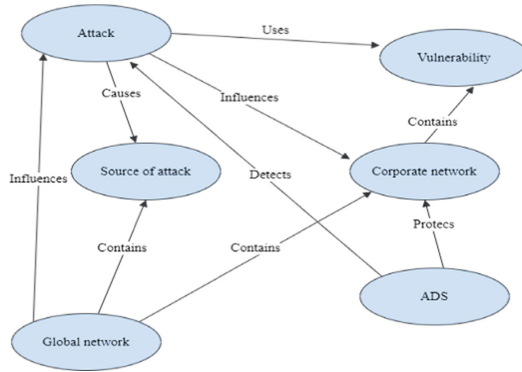 Attack
Uses
Vulnerability
Causes
Influences
Contains
Source of attack
Corporate network
Influences
Detects
Contains
Contains
Protecs
ADS
Global network